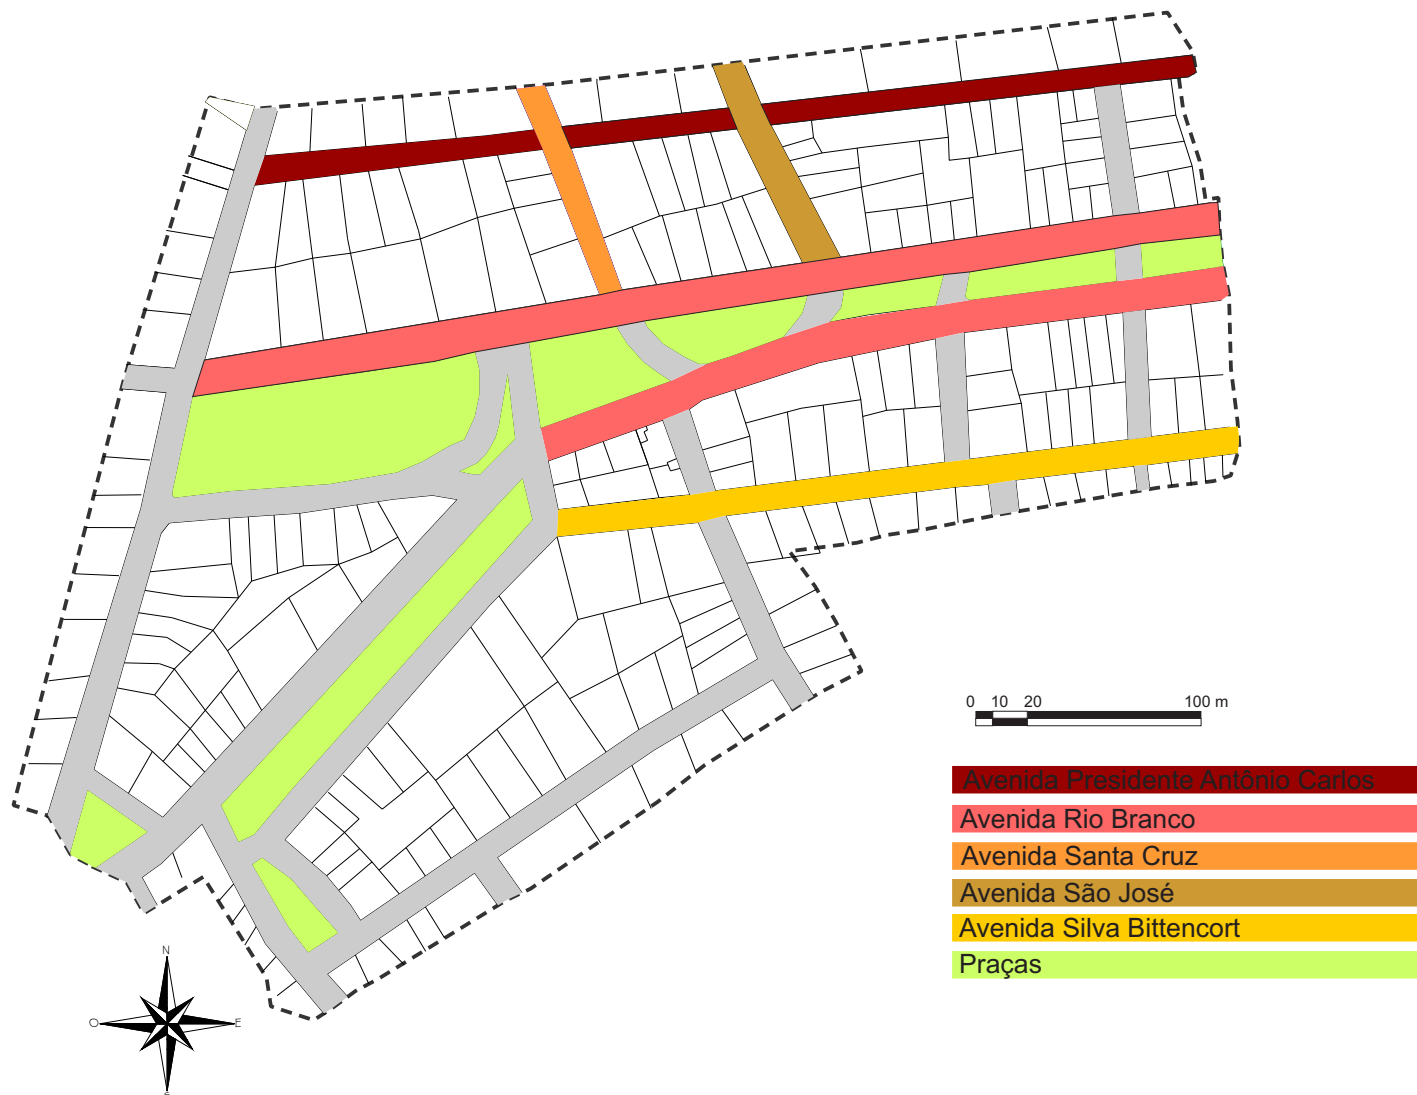 0 10 20 100 m
Avenida Presidente Antônio Carlos
Avenida Rio Branco
Avenida Santa Cruz
Avenida São José
Avenida Silva Bittencort
Praças
N
O E
S